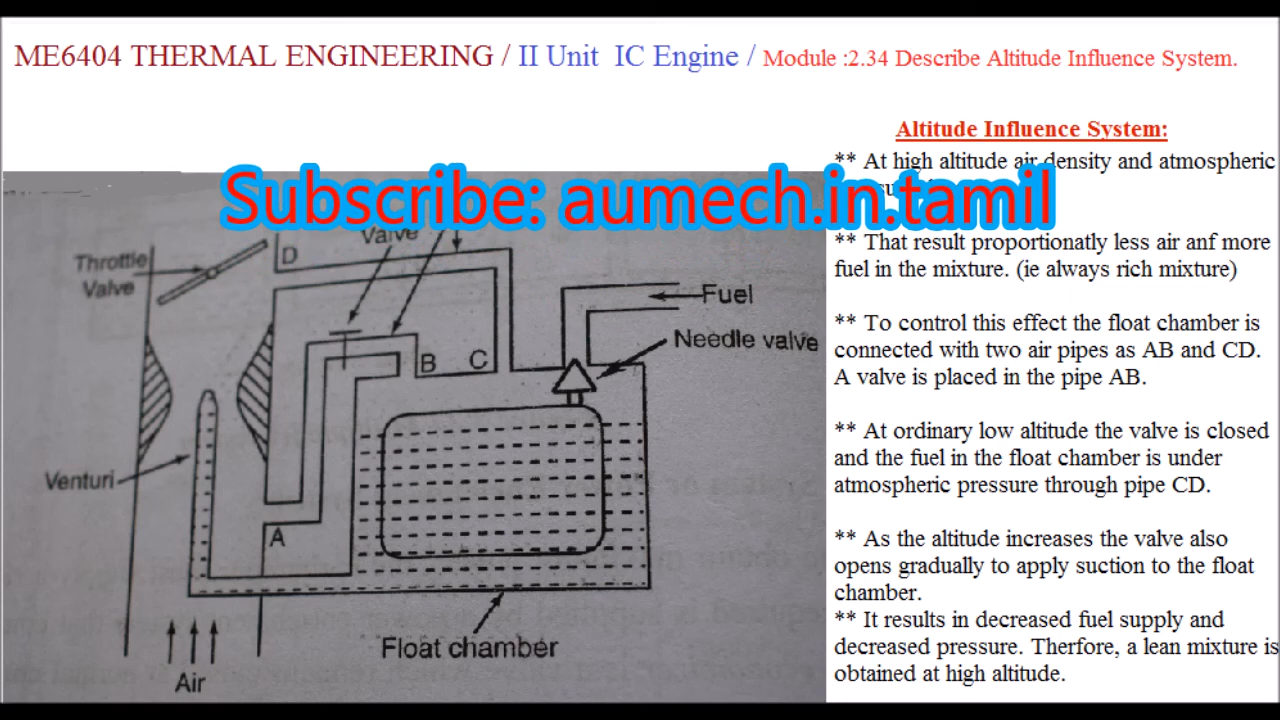 ME6404 THERMAL ENGINEERING / II Unit IC Engine / Module :2.34 Describe Altitude Influence System.
Altitude Influence System:
** At high altitude air density and atmospheric
Subscribe: aumech.in.tamil
** That result proportionatly less air anf more
fuel in the mixture. (ie always rich mixture)
** To control this effect the float chamber is
connected with two air pipes as AB and CD.
A valve is placed in the pipe AB.
** At ordinary low altitude the valve is closed
and the fuel in the float chamber is under
atmospheric pressure through pipe CD.
** As the altitude increases the valve also
opens gradually to apply suction to the float
chamber.
** It results in decreased fuel supply and
decreased pressure. Therfore, a lean mixture is
obtained at high altitude.
Valve
D
Throttle
Valve
Fuel
Needle valve
B
C
Venturi
A
Float chamber
Air